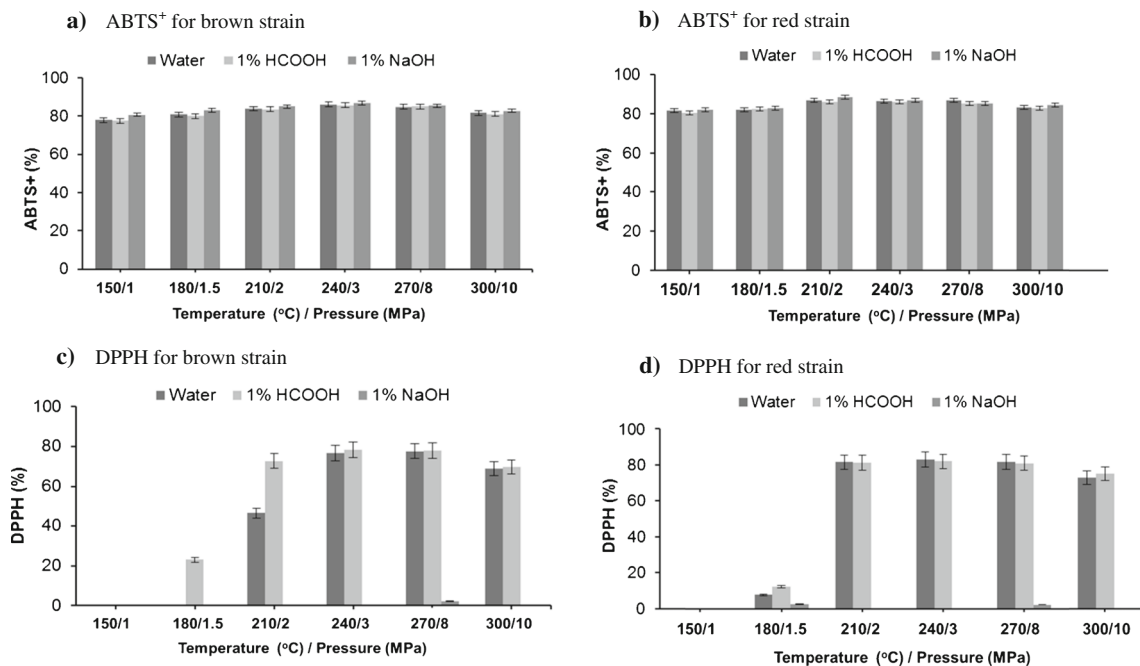 a) ABTS⁺ for brown strain
Water 1% HCOOH 1% NaOH
100
80
60
40
20
0
ABTS+ (%)
150/1 180/1.5 210/2 240/3 270/8 300/10
Temperature (°C) / Pressure (MPa)
b) ABTS⁺ for red strain
Water 1% HCOOH 1% NaOH
100
80
60
40
20
0
ABTS+ (%)
150/1 180/1.5 210/2 240/3 270/8 300/10
Temperature (°C) / Pressure (MPa)
c) DPPH for brown strain
Water 1% HCOOH 1% NaOH
100
80
60
40
20
0
DPPH (%)
150/1 180/1.5 210/2 240/3 270/8 300/10
Temperature (°C) / Pressure (MPa)
d) DPPH for red strain
Water 1% HCOOH 1% NaOH
100
80
60
40
20
0
DPPH (%)
150/1 180/1.5 210/2 240/3 270/8 300/10
Temperature (°C) / Pressure (MPa)